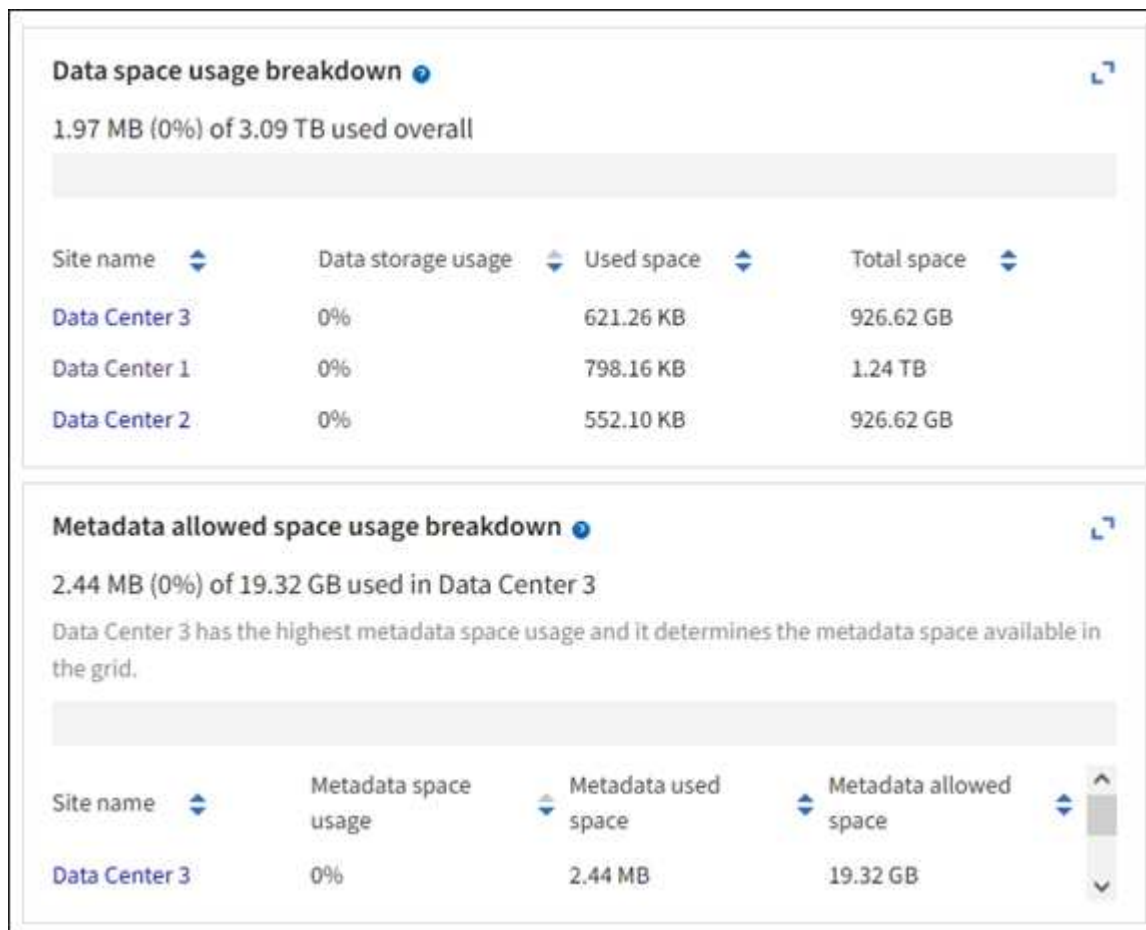 Data space usage breakdown ?
1.97 MB (0%) of 3.09 TB used overall
Site name Data storage usage Used space Total space
Data Center 3 0% 621.26 KB 926.62 GB
Data Center 1 0% 798.16 KB 1.24 TB
Data Center 2 0% 552.10 KB 926.62 GB
Metadata allowed space usage breakdown ?
2.44 MB (0%) of 19.32 GB used in Data Center 3
Data Center 3 has the highest metadata space usage and it determines the metadata space available in
the grid.
Site name Metadata space usage Metadata used space Metadata allowed space
Data Center 3 0% 2.44 MB 19.32 GB